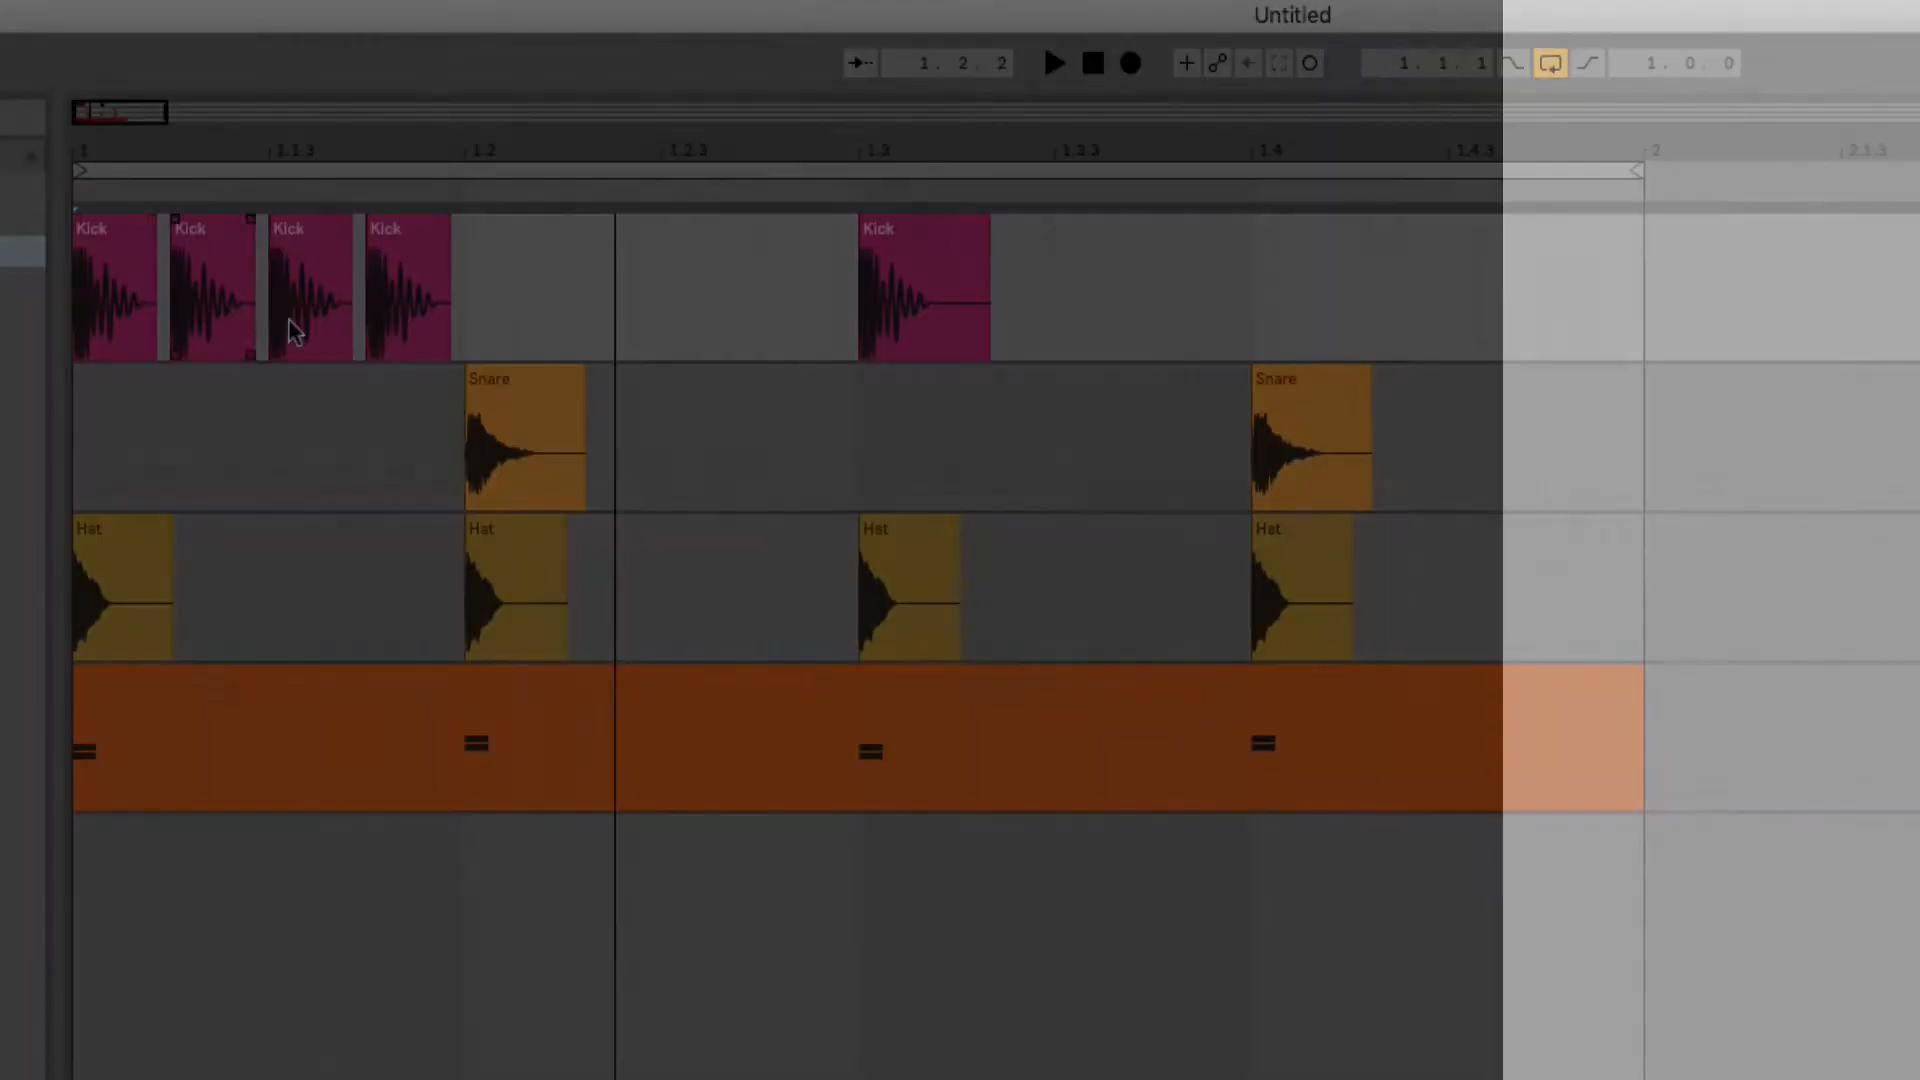 Untitled
1. 2. 2
1. 1. 1
1. 0. 0
1 1.1.3 1.2 1.2.3 1.3 1.3.3 1.4 1.4.3 2 2.1.3
Kick Kick Kick Kick Kick
Snare Snare
Hat Hat Hat Hat